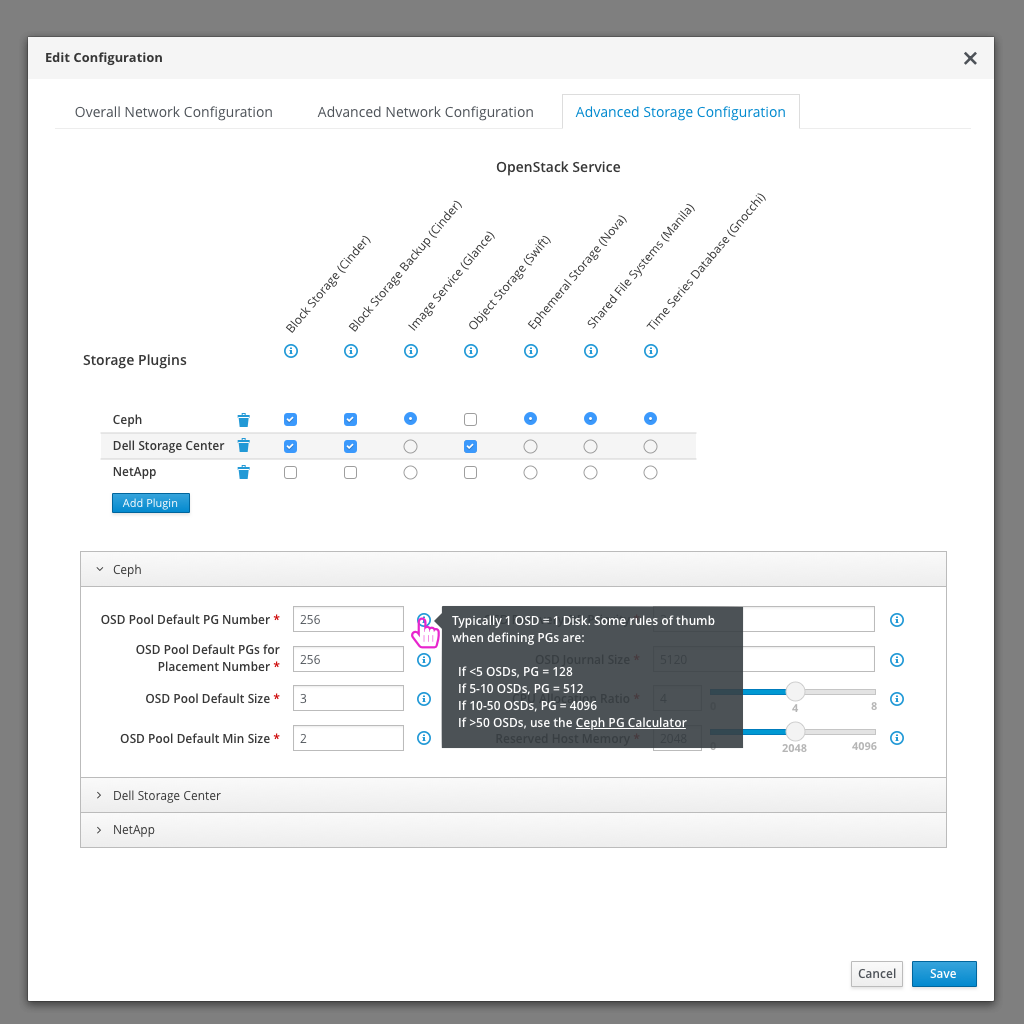 Edit Configuration
Overall Network Configuration
Advanced Network Configuration
Advanced Storage Configuration
OpenStack Service
Block Storage (Cinder)
Block Storage Backup (Cinder)
Image Service (Glance)
Object Storage (Swift)
Ephemeral Storage (Nova)
Shared File Systems (Manila)
Time Series Database (Gnocchi)
Storage Plugins
Ceph
Dell Storage Center
NetApp
Add Plugin
Ceph
OSD Pool Default PG Number * 256
OSD Pool Default PGs for
Placement Number * 256
OSD Pool Default Size * 3
OSD Pool Default Min Size * 2
Typically 1 OSD = 1 Disk. Some rules of thumb
when defining PGs are:
If <5 OSDs, PG = 128
If 5-10 OSDs, PG = 512
If 10-50 OSDs, PG = 4096
If >50 OSDs, use the Ceph PG Calculator
OSD Journal Size * 5120
CPU Allocation Ratio * 4 0 4 8
Reserved Host Memory * 2048 0 2048 4096
Dell Storage Center
NetApp
Cancel
Save